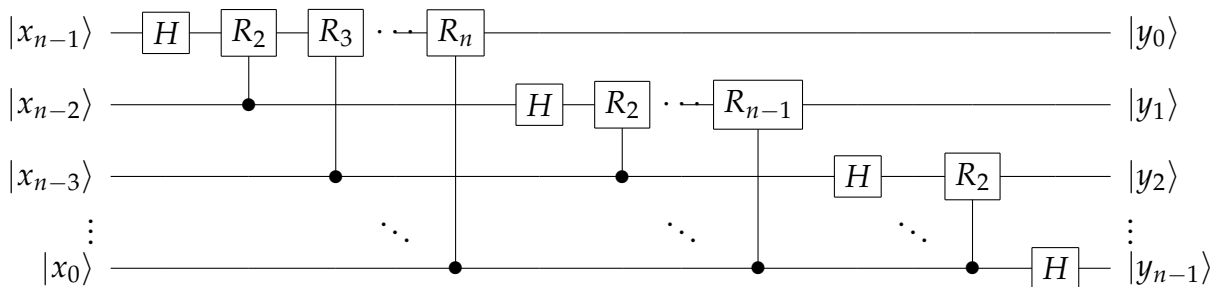 |x_{n−1}⟩ H R_2 R_3 ⋯ R_n |y_0⟩
|x_{n−2}⟩ H R_2 ⋯ R_{n−1} |y_1⟩
|x_{n−3}⟩ H R_2 |y_2⟩
⋮ ⋱ ⋱ ⋱ ⋮
|x_0⟩ H |y_{n−1}⟩